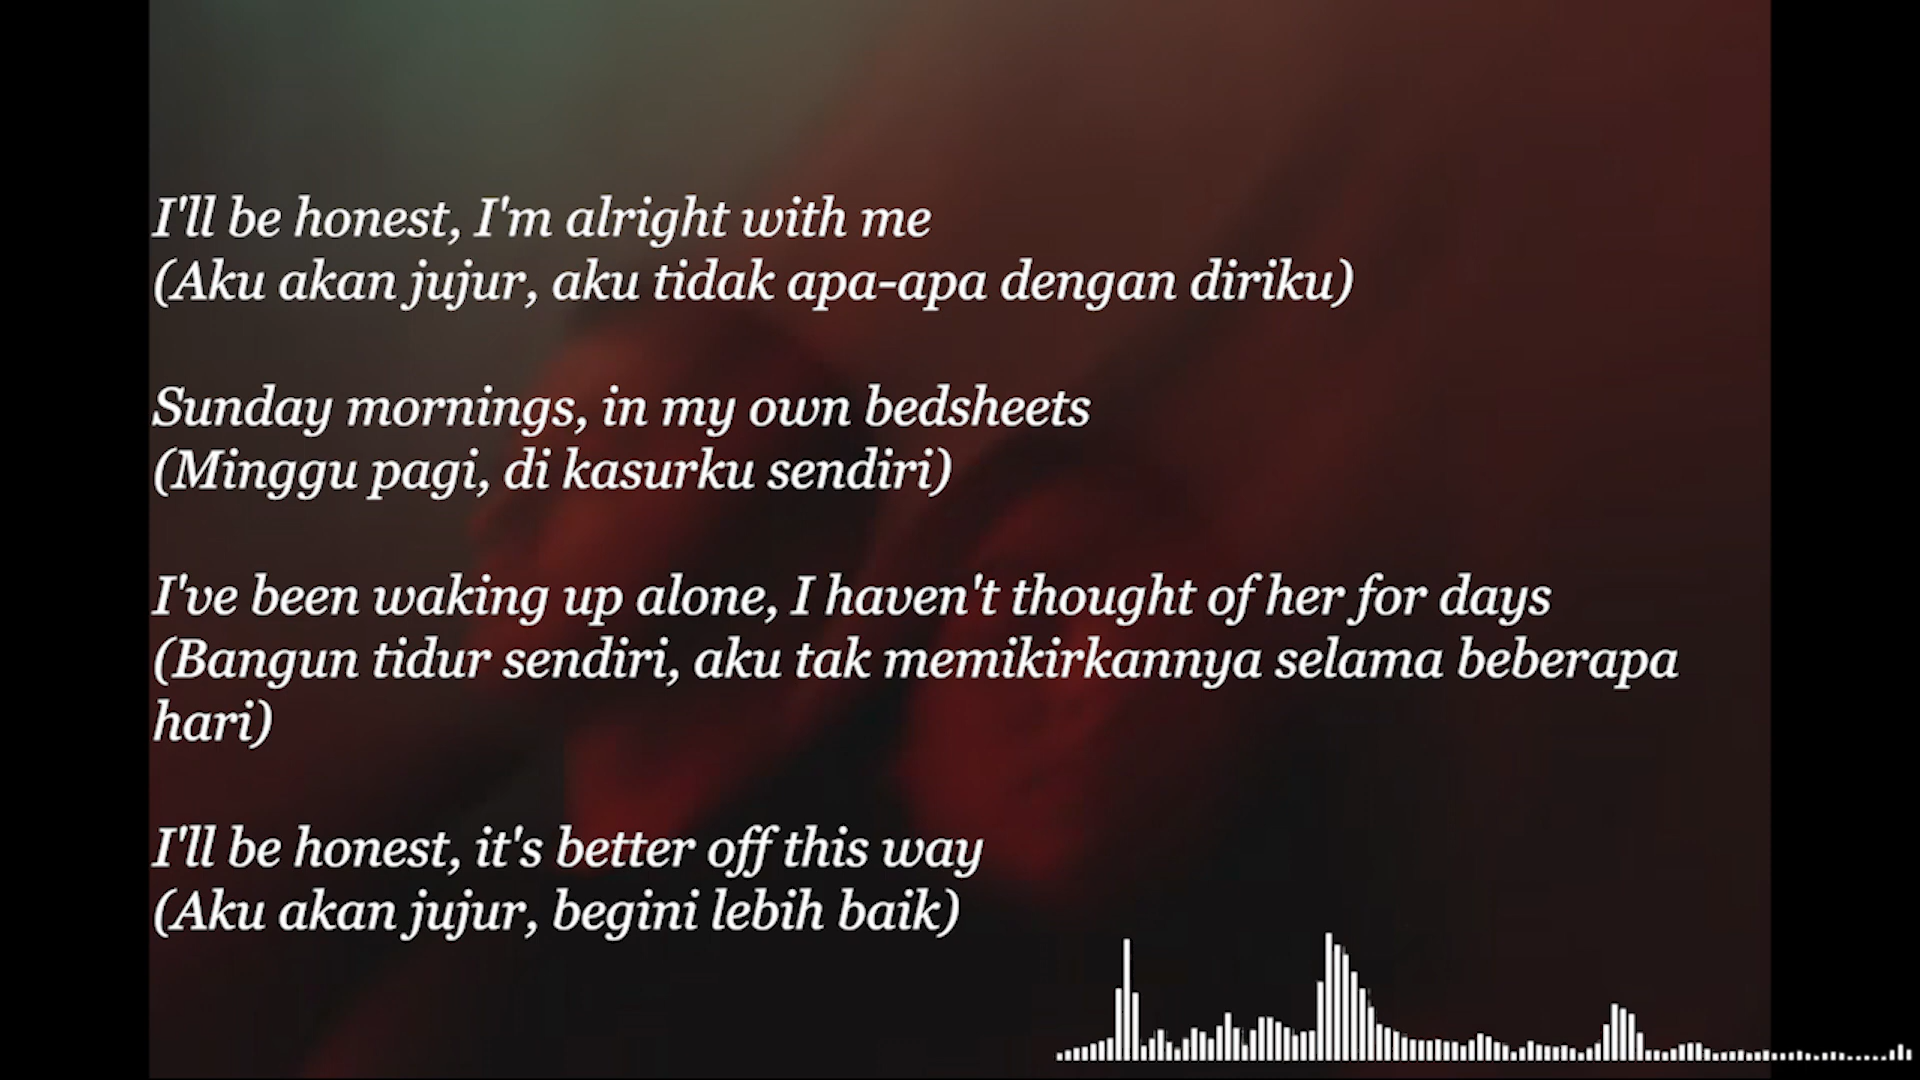 I'll be honest, I'm alright with me
(Aku akan jujur, aku tidak apa-apa dengan diriku)
Sunday mornings, in my own bedsheets
(Minggu pagi, di kasurku sendiri)
I've been waking up alone, I haven't thought of her for days
(Bangun tidur sendiri, aku tak memikirkannya selama beberapa
hari)
I'll be honest, it's better off this way
(Aku akan jujur, begini lebih baik)